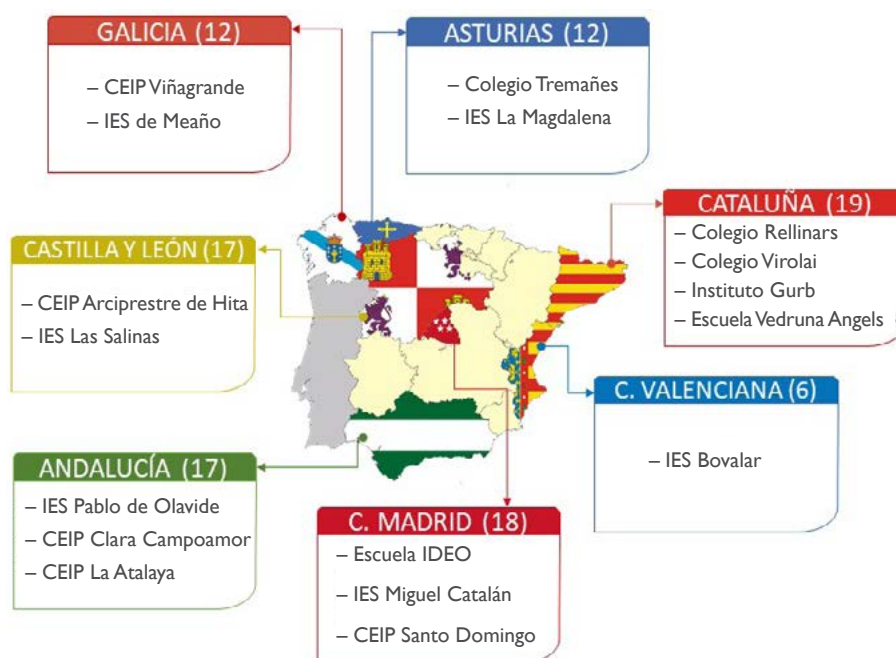 GALICIA (12)
– CEIP Viñagrande
– IES de Meaño
ASTURIAS (12)
– Colegio Tremañes
– IES La Magdalena
CATALUÑA (19)
– Colegio Rellinars
– Colegio Virolai
– Instituto Gurb
– Escuela Vedruna Angels
CASTILLA Y LEÓN (17)
– CEIP Arcipreste de Hita
– IES Las Salinas
C. VALENCIANA (6)
– IES Bovalar
ANDALUCÍA (17)
– IES Pablo de Olavide
– CEIP Clara Campoamor
– CEIP La Atalaya
C. MADRID (18)
– Escuela IDEO
– IES Miguel Catalán
– CEIP Santo Domingo